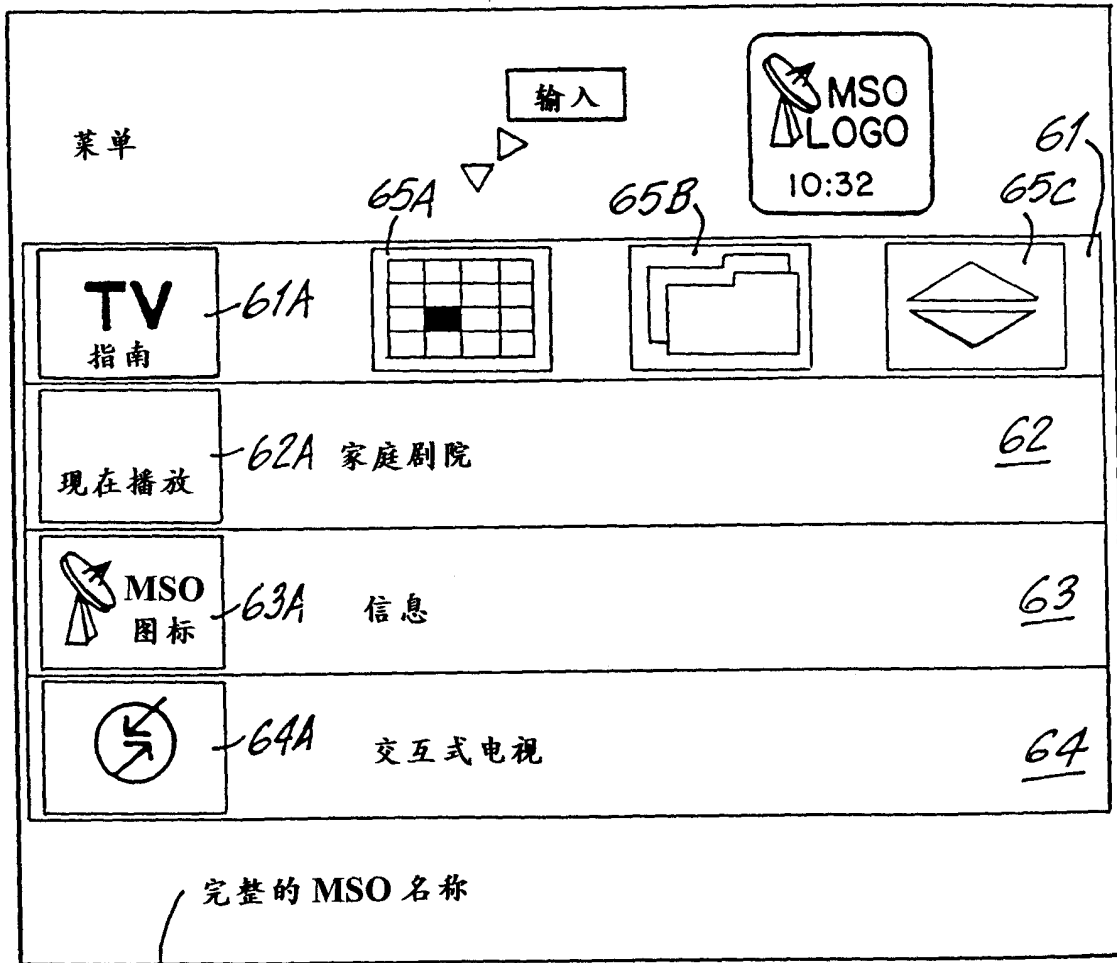 输入
菜单
MSO
LOGO
10:32
61
65A
65B
65C
TV
指南
61A
现在播放
62A
家庭剧院
62
MSO
图标
63A
信息
63
64A
交互式电视
64
完整的 MSO 名称